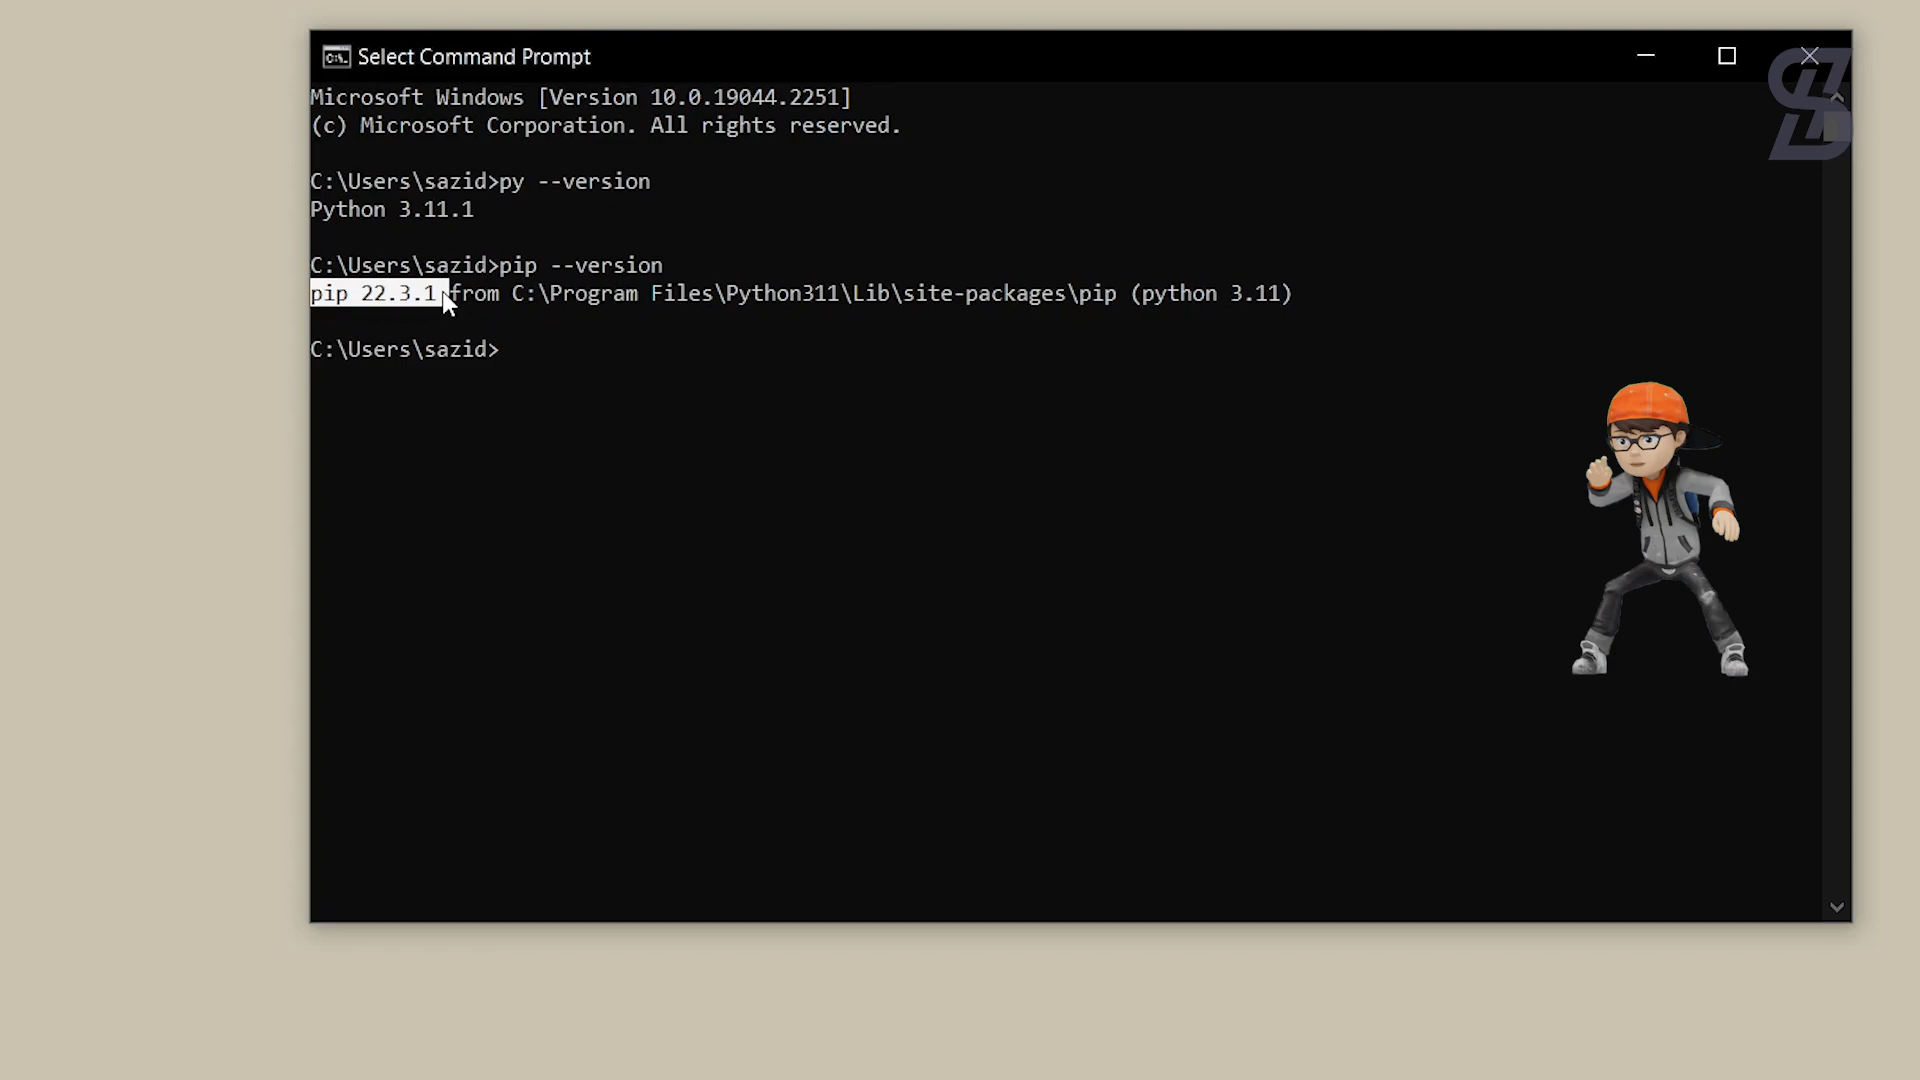 Select Command Prompt
Microsoft Windows [Version 10.0.19044.2251]
(c) Microsoft Corporation. All rights reserved.
C:\Users\sazid>py --version
Python 3.11.1
C:\Users\sazid>pip --version
pip 22.3.1 from C:\Program Files\Python311\Lib\site-packages\pip (python 3.11)
C:\Users\sazid>